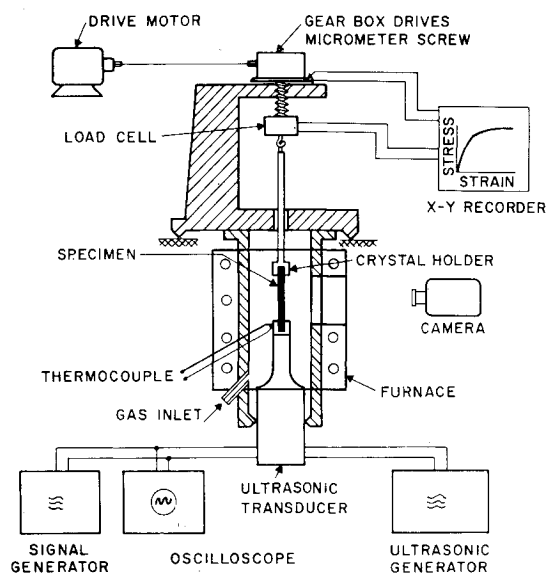 DRIVE MOTOR
GEAR BOX DRIVES
MICROMETER SCREW
LOAD CELL
STRESS
STRAIN
X-Y RECORDER
SPECIMEN
CRYSTAL HOLDER
CAMERA
THERMOCOUPLE
FURNACE
GAS INLET
ULTRASONIC
TRANSDUCER
SIGNAL
GENERATOR
OSCILLOSCOPE
ULTRASONIC
GENERATOR